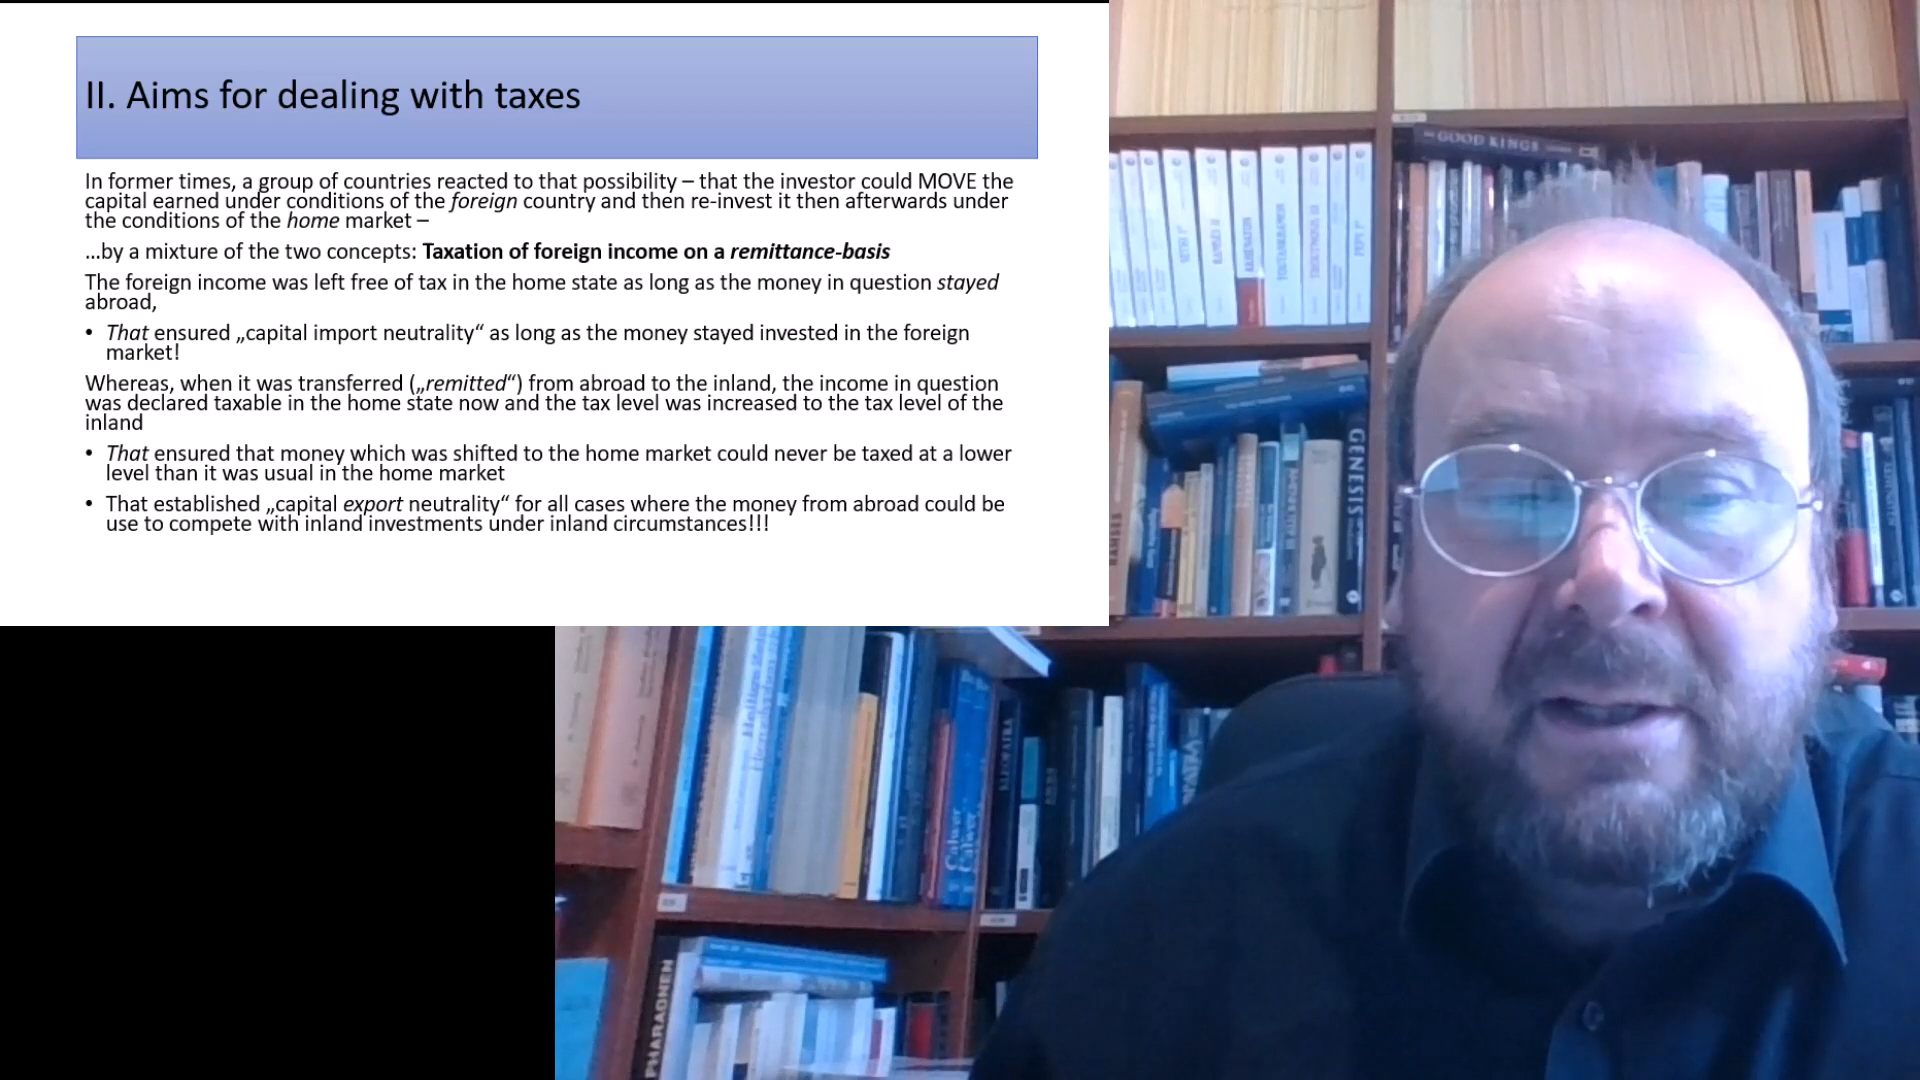 II. Aims for dealing with taxes
In former times, a group of countries reacted to that possibility – that the investor could MOVE the
capital earned under conditions of the foreign country and then re-invest it then afterwards under
the conditions of the home market –
…by a mixture of the two concepts: Taxation of foreign income on a remittance-basis
The foreign income was left free of tax in the home state as long as the money in question stayed
abroad,
• That ensured „capital import neutrality“ as long as the money stayed invested in the foreign
market!
Whereas, when it was transferred („remitted“) from abroad to the inland, the income in question
was declared taxable in the home state now and the tax level was increased to the tax level of the
inland
• That ensured that money which was shifted to the home market could never be taxed at a lower
level than it was usual in the home market
• That established „capital export neutrality“ for all cases where the money from abroad could be
use to compete with inland investments under inland circumstances!!!
GOOD KINGS
GENESIS
KLEOPATRA
Calwer
Calwer
PHARAONEN